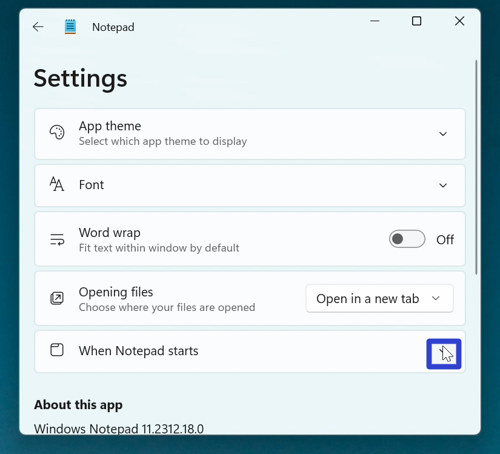 Notepad
Settings
App theme
Select which app theme to display
Font
Word wrap
Fit text within window by default
Off
Opening files
Choose where your files are opened
Open in a new tab
When Notepad starts
About this app
Windows Notepad 11.2312.18.0